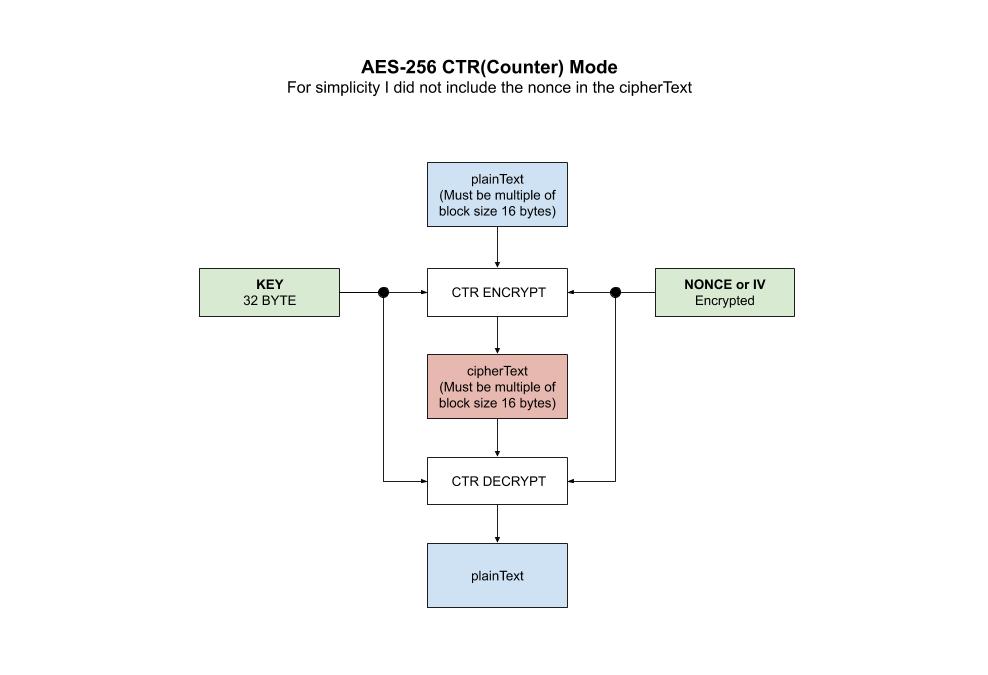 AES-256 CTR(Counter) Mode
For simplicity I did not include the nonce in the cipherText
plainText
(Must be multiple of
block size 16 bytes)
KEY
32 BYTE
CTR ENCRYPT
NONCE or IV
Encrypted
cipherText
(Must be multiple of
block size 16 bytes)
CTR DECRYPT
plainText